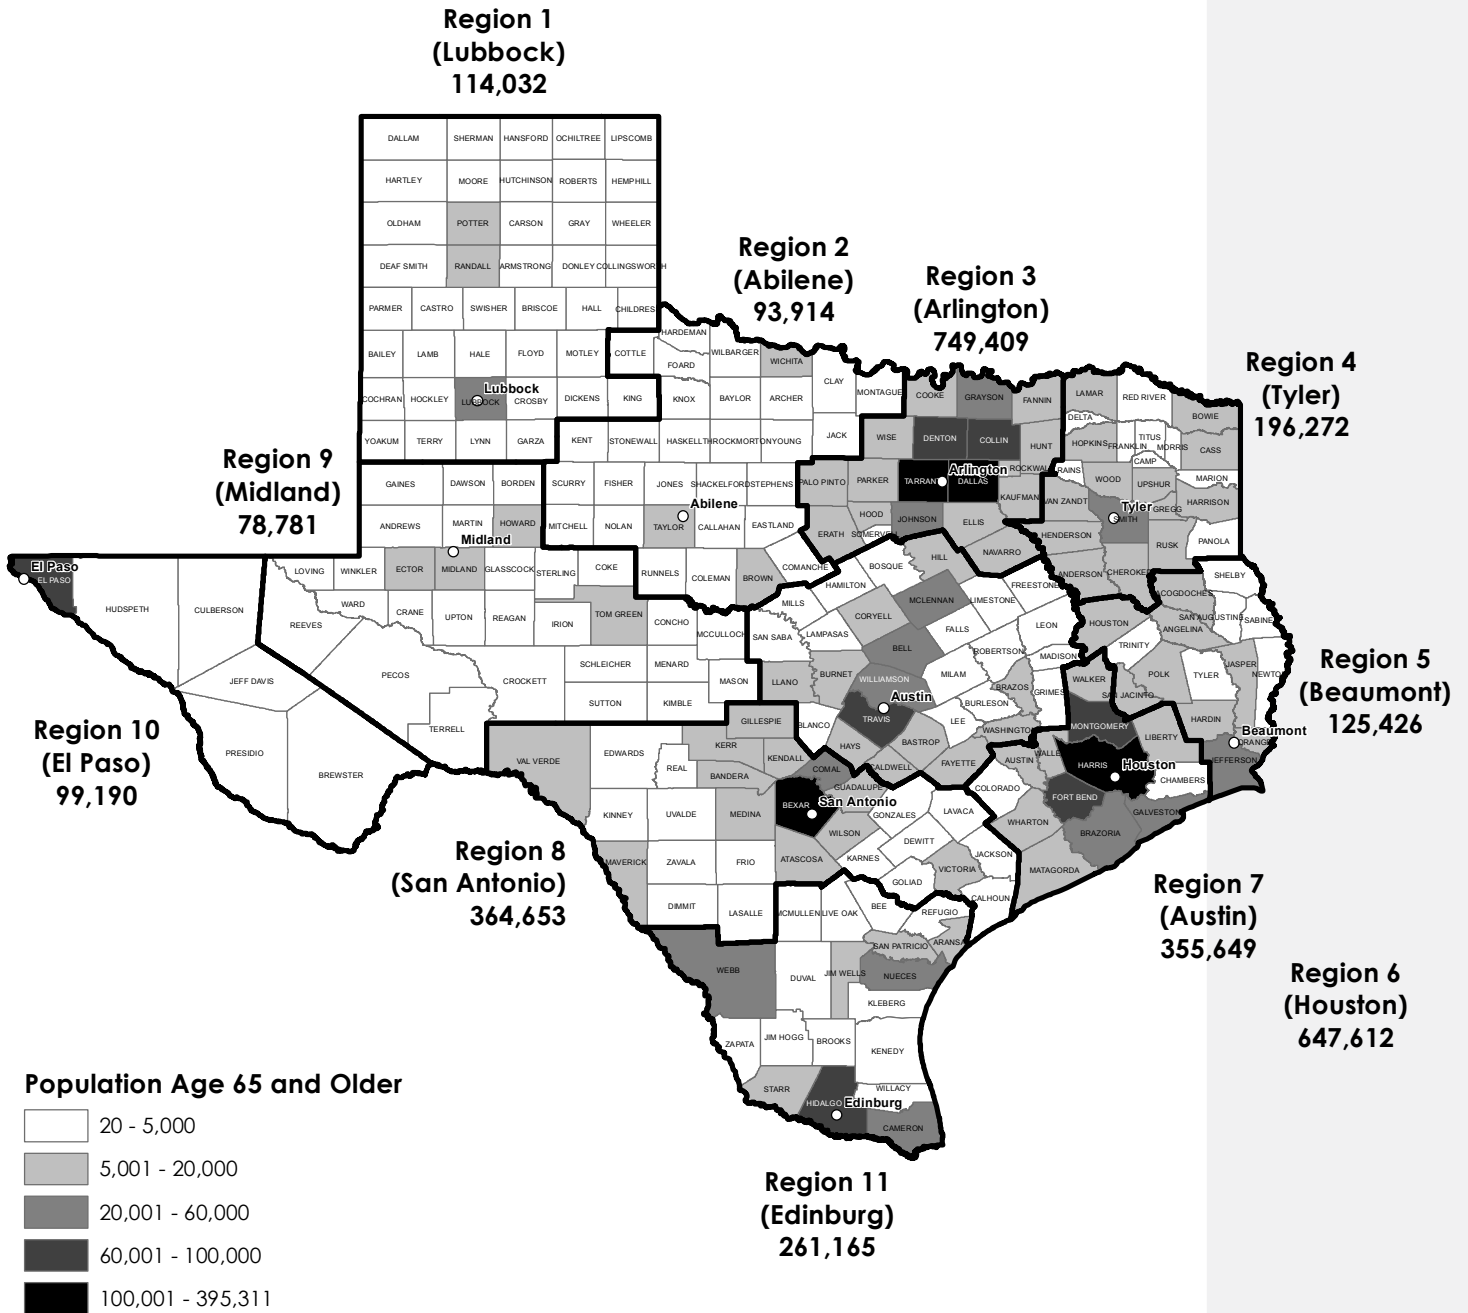 Region 1
(Lubbock)
114,032
DALLAM
SHERMAN
HANSFORD
OCHILTREE
LIPSCOMB
HARTLEY
MOORE
HUTCHINSON
ROBERTS
HEMPHILL
OLDHAM
POTTER
CARSON
GRAY
WHEELER
DEAF SMITH
RANDALL
ARMSTRONG
DONLEY
PARMER
CASTRO
SWISHER
BRISCOE
HALL
CHILDRES
BAILEY
LAMB
HALE
FLOYD
MOTLEY
COTTLE
COCHRAN
HOCKLEY
LUBBOCK
Lubbock
CROSBY
DICKENS
KING
YOAKUM
TERRY
LYNN
GARZA
Region 2
(Abilene)
93,914
HARDEMAN
FOARD
WILBARGER
WICHITA
CLAY
MONTAGUE
KNOX
BAYLOR
ARCHER
JACK
KENT
STONEWALL
HASKELL
THROCKMORTON
YOUNG
SCURRY
FISHER
JONES
SHACKELFORD
STEPHENS
MITCHELL
NOLAN
TAYLOR
Abilene
CALLAHAN
EASTLAND
RUNNELS
COLEMAN
BROWN
COMANCHE
Region 3
(Arlington)
749,409
COOKE
GRAYSON
FANNIN
WISE
DENTON
COLLIN
HUNT
PALO PINTO
PARKER
TARRANT
Arlington
DALLAS
ROCKWAL
KAUFMAN
HOOD
JOHNSON
ELLIS
ERATH
SOMERVELL
NAVARRO
Region 4
(Tyler)
196,272
LAMAR
RED RIVER
BOWIE
DELTA
HOPKINS
FRANKLIN
TITUS
MORRIS
CASS
CAMP
RAINS
WOOD
UPSHUR
MARION
VAN ZANDT
Tyler
SMITH
GREGG
HARRISON
HENDERSON
RUSK
PANOLA
ANDERSON
CHEROKEE
Region 9
(Midland)
78,781
GAINES
DAWSON
BORDEN
ANDREWS
MARTIN
HOWARD
Midland
LOVING
WINKLER
ECTOR
MIDLAND
GLASSCOCK
STERLING
COKE
WARD
CRANE
UPTON
REAGAN
IRION
TOM GREEN
CONCHO
MCCULLOCH
REEVES
PECOS
CROCKETT
SCHLEICHER
MENARD
MASON
SUTTON
KIMBLE
TERRELL
El Paso
EL PASO
HUDSPETH
CULBERSON
JEFF DAVIS
PRESIDIO
BREWSTER
Region 10
(El Paso)
99,190
SHELBY
ACOGDOCHES
SAN AUGUSTINE
SABINE
HOUSTON
ANGELINA
TRINITY
POLK
TYLER
JASPER
NEWTO
SAN JACINTO
HARDIN
Beaumont
ORANGE
JEFFERSON
Region 5
(Beaumont)
125,426
BOSQUE
HILL
HAMILTON
FREESTONE
MILLS
CORYELL
MCLENNAN
LIMESTONE
SAN SABA
LAMPASAS
FALLS
LEON
BELL
ROBERTSON
MADISON
LLANO
BURNET
WILLIAMSON
MILAM
BRAZOS
GRIMES
Austin
BURLESON
BLANCO
TRAVIS
LEE
WASHINGTON
HAYS
BASTROP
CALDWELL
FAYETTE
WALKER
MONTGOMERY
LIBERTY
AUSTIN
WALLE
HARRIS
Houston
CHAMBERS
COLORADO
FORT BEND
WHARTON
GALVESTON
BRAZORIA
MATAGORDA
GILLESPIE
VAL VERDE
EDWARDS
KERR
KENDALL
REAL
BANDERA
COMAL
GUADALUPE
KINNEY
UVALDE
MEDINA
BEXAR
San Antonio
GONZALES
LAVACA
WILSON
DEWITT
MAVERICK
ZAVALA
FRIO
ATASCOSA
KARNES
JACKSON
VICTORIA
GOLIAD
CALHOUN
DIMMIT
LASALLE
Region 8
(San Antonio)
364,653
Region 7
(Austin)
355,649
Region 6
(Houston)
647,612
MCMULLEN
LIVE OAK
BEE
REFUGIO
SAN PATRICIO
ARANSA
WEBB
DUVAL
JIM WELLS
NUECES
KLEBERG
ZAPATA
JIM HOGG
BROOKS
KENEDY
STARR
HIDALGO
Edinburg
WILLACY
CAMERON
Region 11
(Edinburg)
261,165
Population Age 65 and Older
20 - 5,000
5,001 - 20,000
20,001 - 60,000
60,001 - 100,000
100,001 - 395,311